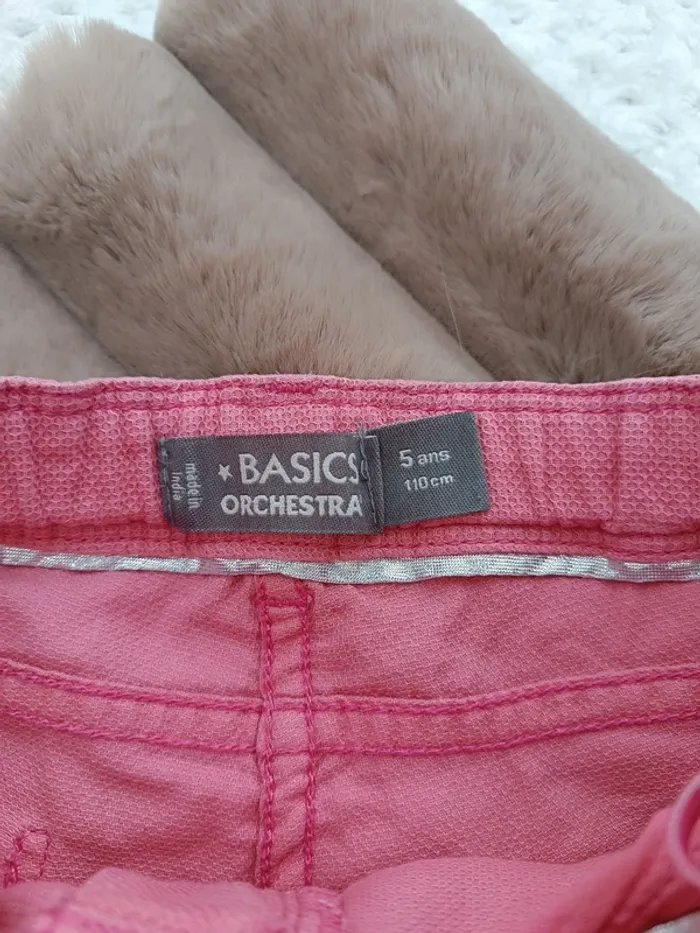 made in
India
BASICS
ORCHESTRA
5 ans
110cm